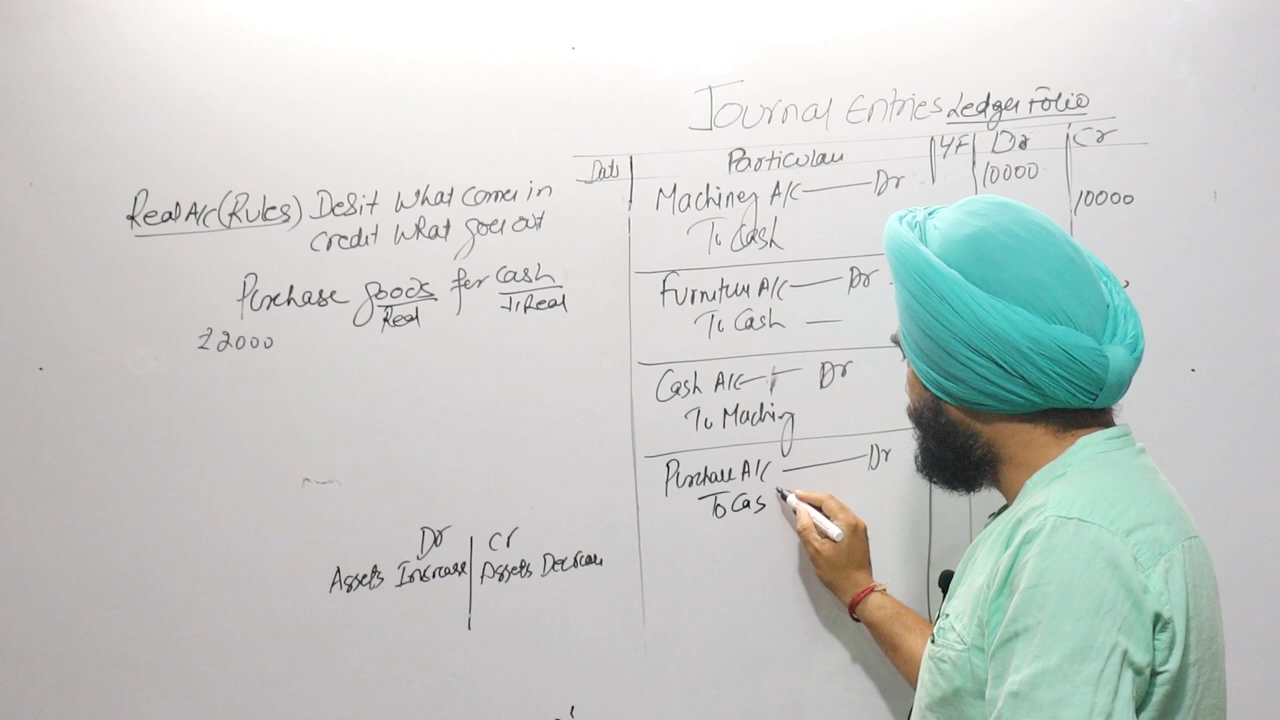 Journal Entries Ledger Folio
Date Particulars L/F Dr Cr
Machinery A/C Dr 10000
To Cash 10000
Furniture A/C Dr
To Cash
Cash A/C Dr
To Machinery
Purchase A/C Dr
To Cas
Real A/C (Rules) Debit What comes in
credit What goes out
Purchase goods for cash
Real Real
22000
Dr Cr
Assets Increase Assets Decrease